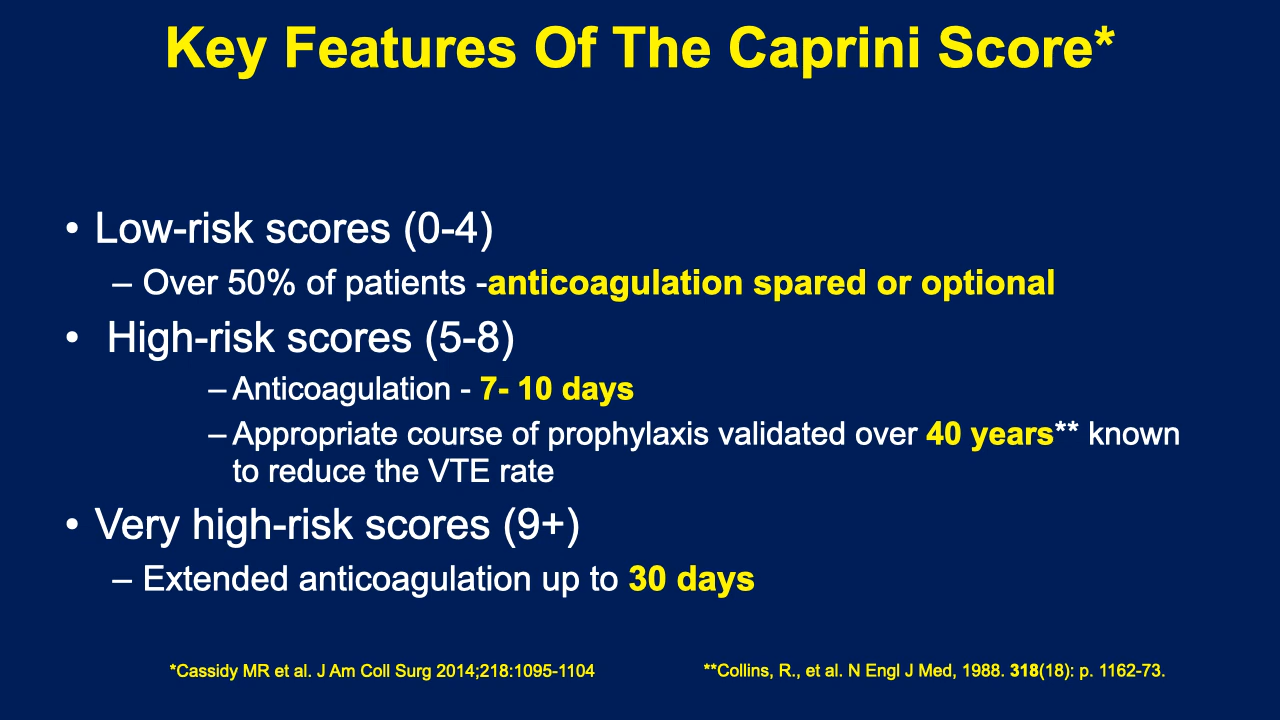 Key Features Of The Caprini Score*
• Low-risk scores (0-4)
– Over 50% of patients -anticoagulation spared or optional
• High-risk scores (5-8)
– Anticoagulation - 7- 10 days
– Appropriate course of prophylaxis validated over 40 years** known
to reduce the VTE rate
• Very high-risk scores (9+)
– Extended anticoagulation up to 30 days
*Cassidy MR et al. J Am Coll Surg 2014;218:1095-1104
**Collins, R., et al. N Engl J Med, 1988. 318(18): p. 1162-73.